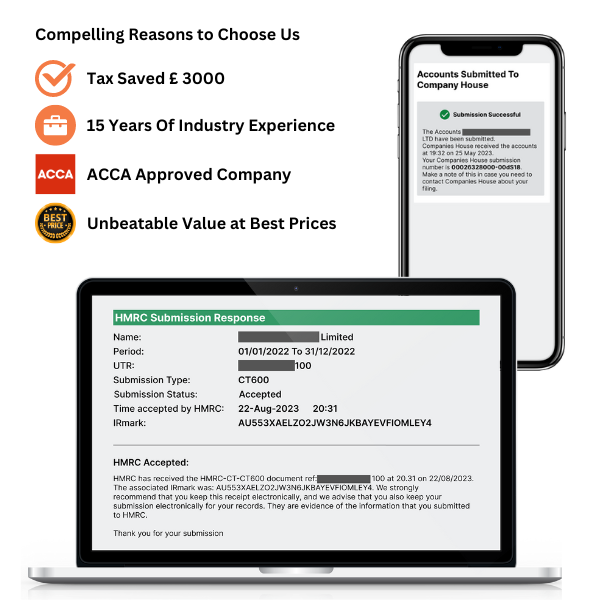 Compelling Reasons to Choose Us
Tax Saved £ 3000
15 Years Of Industry Experience
ACCA
ACCA Approved Company
BEST
PRICE
Unbeatable Value at Best Prices
Accounts Submitted To
Company House
Submission Successful
The Accounts
LTD have been submitted.
Companies House received the accounts
at 19:32 on 25 May 2023.
Your Companies House submission
number is 00026328000-00dS18.
Make a note of this in case you need to
contact Companies House about your
filing.
HMRC Submission Response
Name: Limited
Period: 01/01/2022 To 31/12/2022
UTR: 100
Submission Type: CT600
Submission Status: Accepted
Time accepted by HMRC: 22-Aug-2023 20:31
IRmark: AU553XAELZO2JW3N6JKBAYEVFIOMLEY4
HMRC Accepted:
HMRC has received the HMRC-CT-CT600 document ref: 100 at 20.31 on 22/08/2023.
The associated IRmark was: AU553XAELZO2JW3N6JKBAYEVFIOMLEY4. We strongly
recommend that you keep this receipt electronically, and we advise that you also keep your
submission electronically for your records. They are evidence of the information that you submitted
to HMRC.
Thank you for your submission